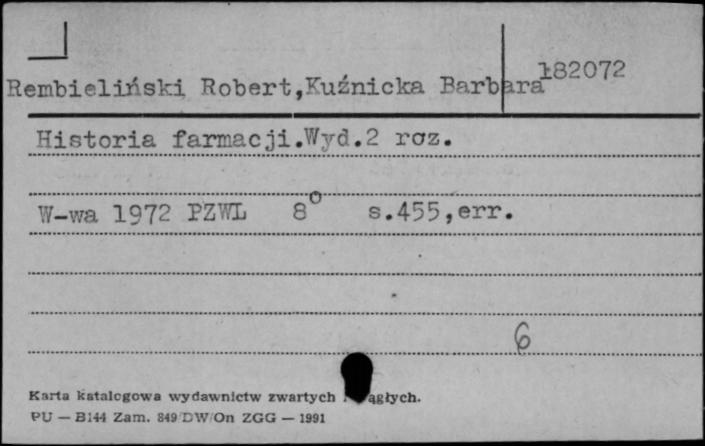 182072
Rembieliński Robert,Kuźnicka Barbara
Historia farmacji.Wyd.2 roz.
W-wa 1972 PZWL 8° s.455,err.
6
Karta katalogowa wydawnictw zwartych i ciągłych.
PU — B144 Zam. 849/DW/On ZGG — 1991